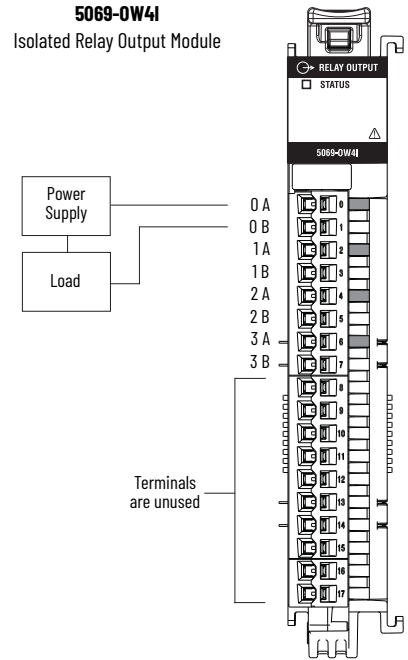 5069-OW4I
Isolated Relay Output Module
RELAY OUTPUT
STATUS
5069-OW4I
Power
Supply
Load
0 A
0 B
1 A
1 B
2 A
2 B
3 A
3 B
0
1
2
3
4
5
6
7
8
9
10
11
12
13
14
15
16
17
Terminals
are unused